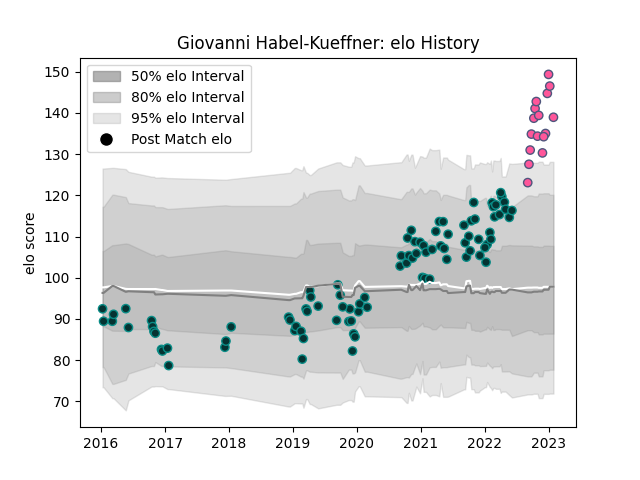 Giovanni Habel-Kueffner: elo History
50% elo Interval
80% elo Interval
95% elo Interval
Post Match elo
elo score
150
140
130
120
110
100
90
80
70
2016 2017 2018 2019 2020 2021 2022 2023